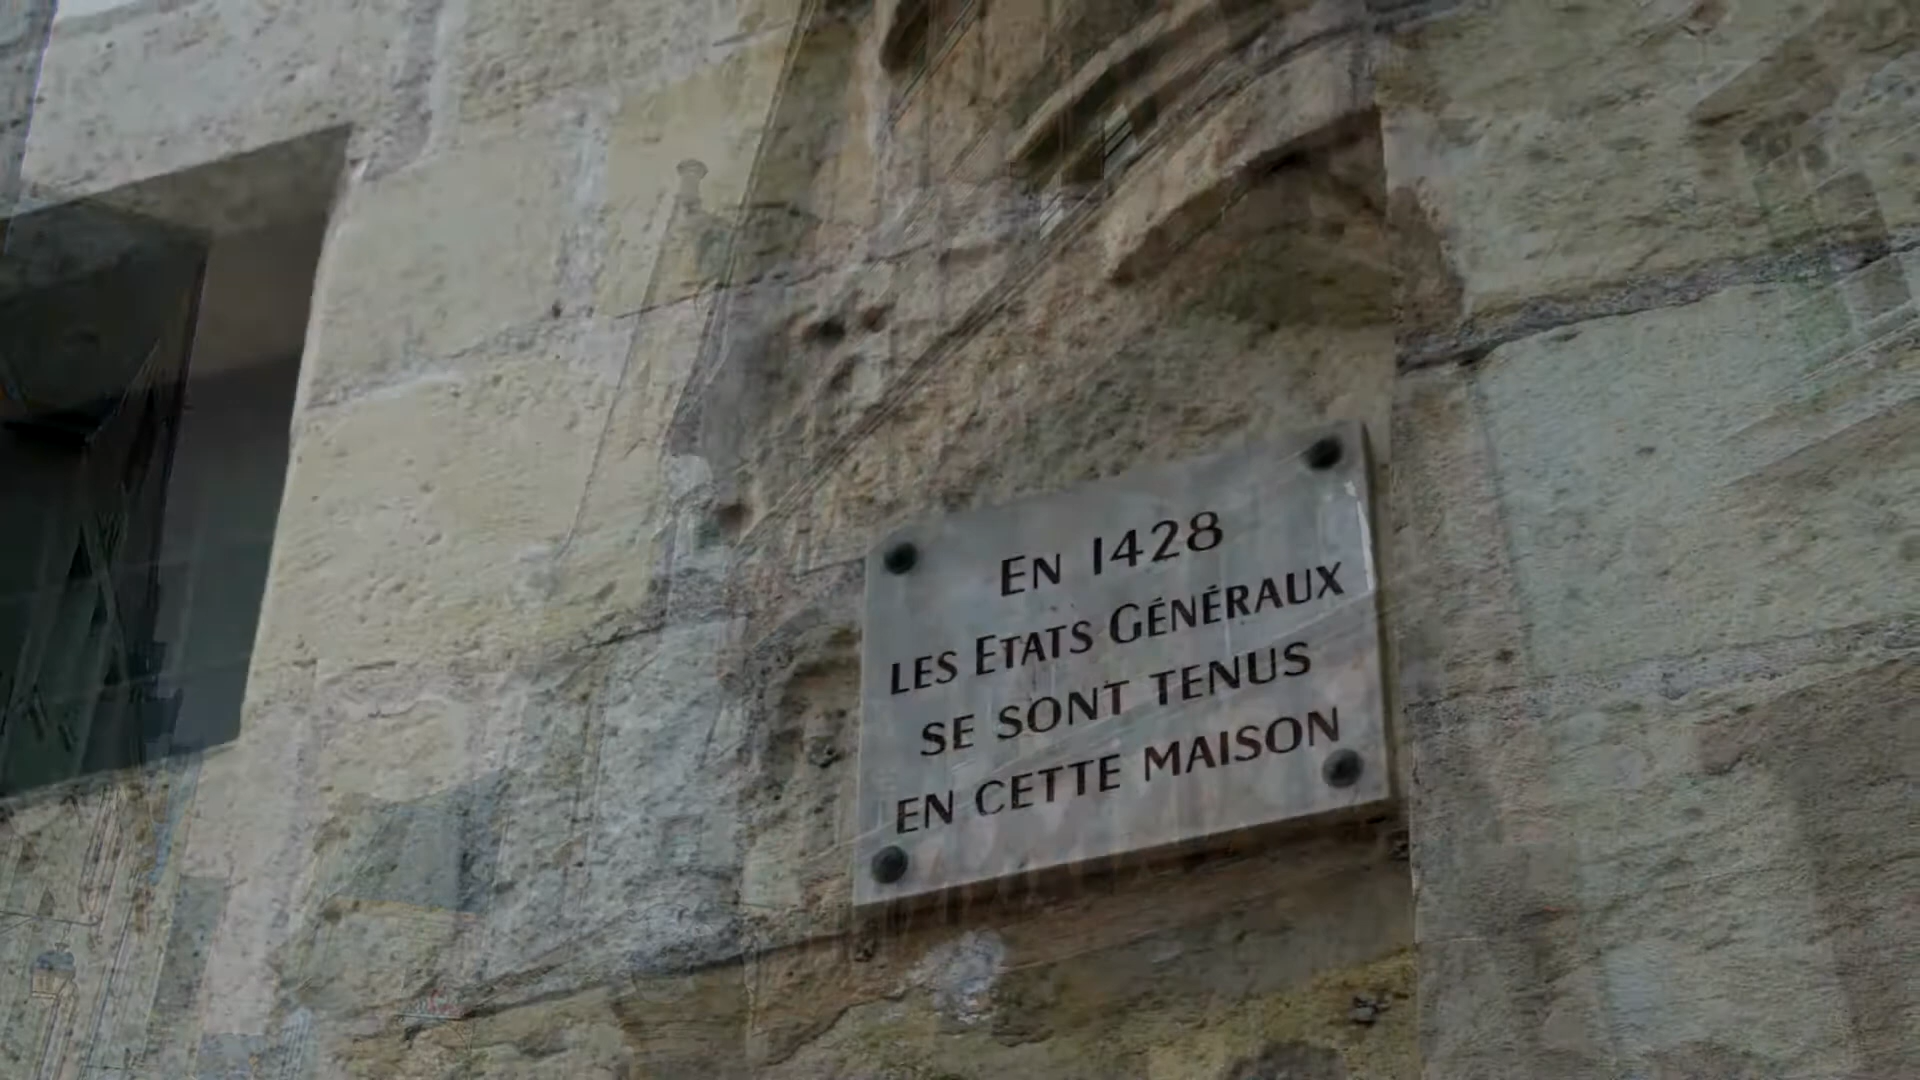 EN 1428
LES ETATS GÉNÉRAUX
SE SONT TENUS
EN CETTE MAISON